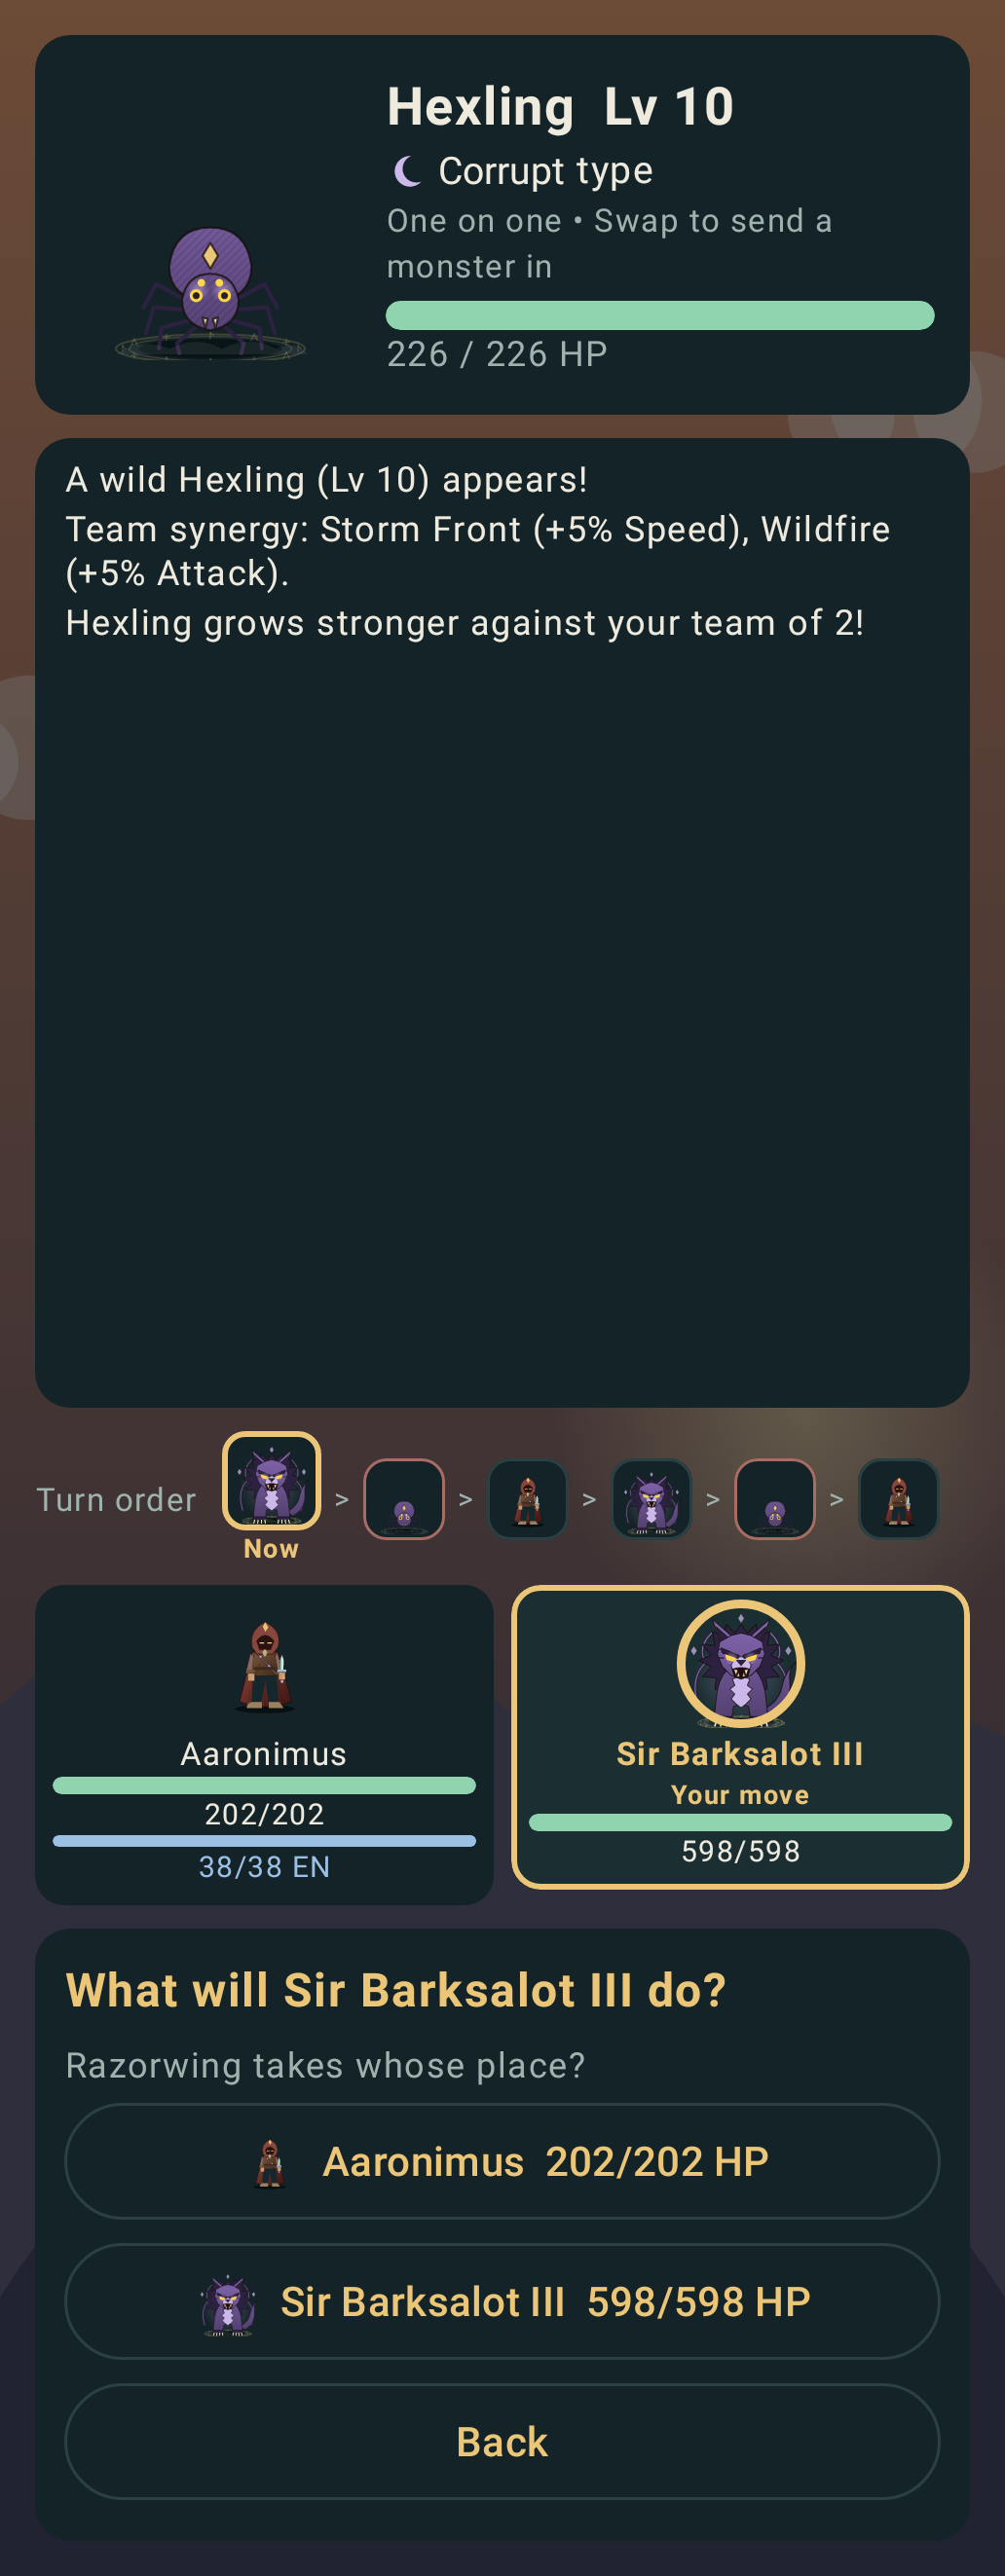 Hexling  Lv 10
Corrupt type
One on one • Swap to send a
monster in
226 / 226 HP
A wild Hexling (Lv 10) appears!
Team synergy: Storm Front (+5% Speed), Wildfire
(+5% Attack).
Hexling grows stronger against your team of 2!
Turn order > > > > >
Now
Aaronimus
202/202
38/38 EN
Sir Barksalot III
Your move
598/598
What will Sir Barksalot III do?
Razorwing takes whose place?
Aaronimus  202/202 HP
Sir Barksalot III  598/598 HP
Back